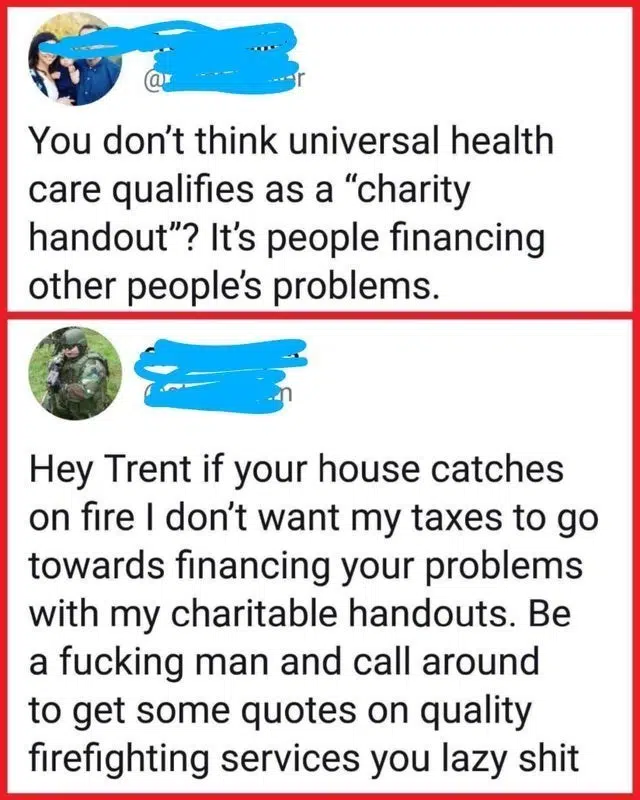 @
r
You don't think universal health
care qualifies as a "charity
handout"? It's people financing
other people's problems.
n
Hey Trent if your house catches
on fire I don't want my taxes to go
towards financing your problems
with my charitable handouts. Be
a fucking man and call around
to get some quotes on quality
firefighting services you lazy shit